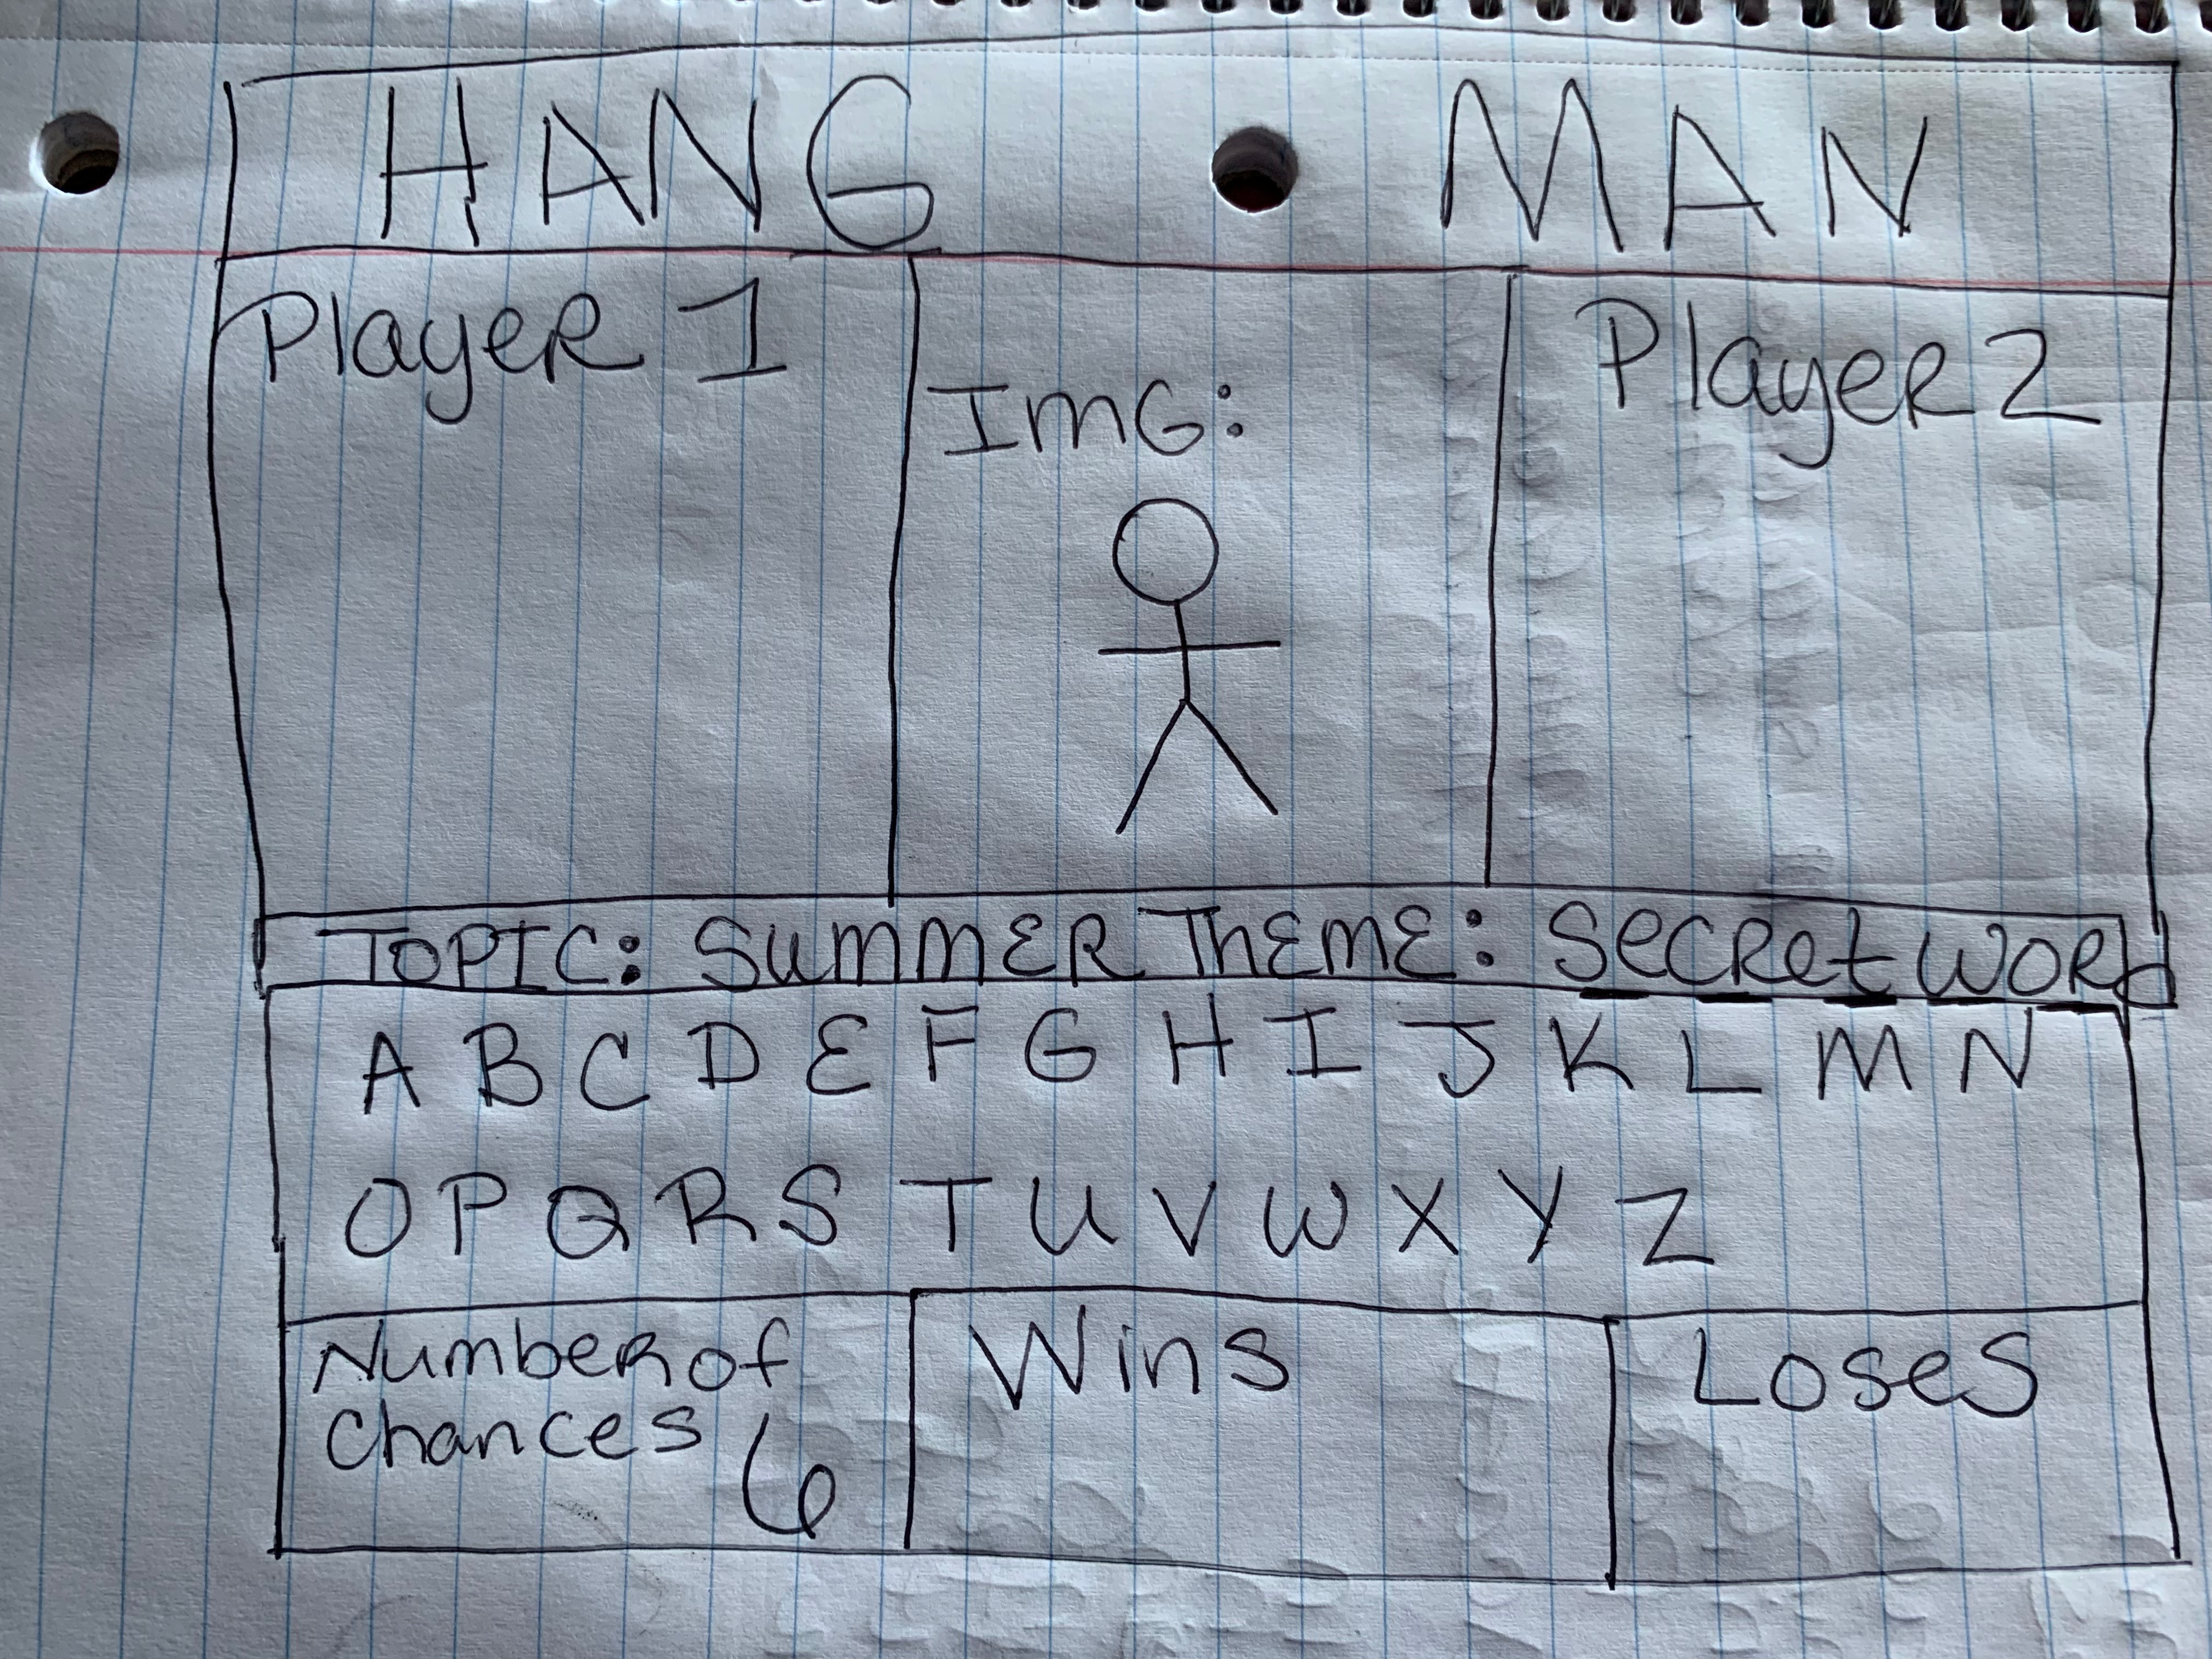 HANG MAN
Player 1
ImG:
Player 2
TOPIC: SUMMER ThEME: SecRet WORd
A B C D E F G H I J K L M N
O P Q R S T U V W X Y Z
Number of
Chances 6
Wins
Loses